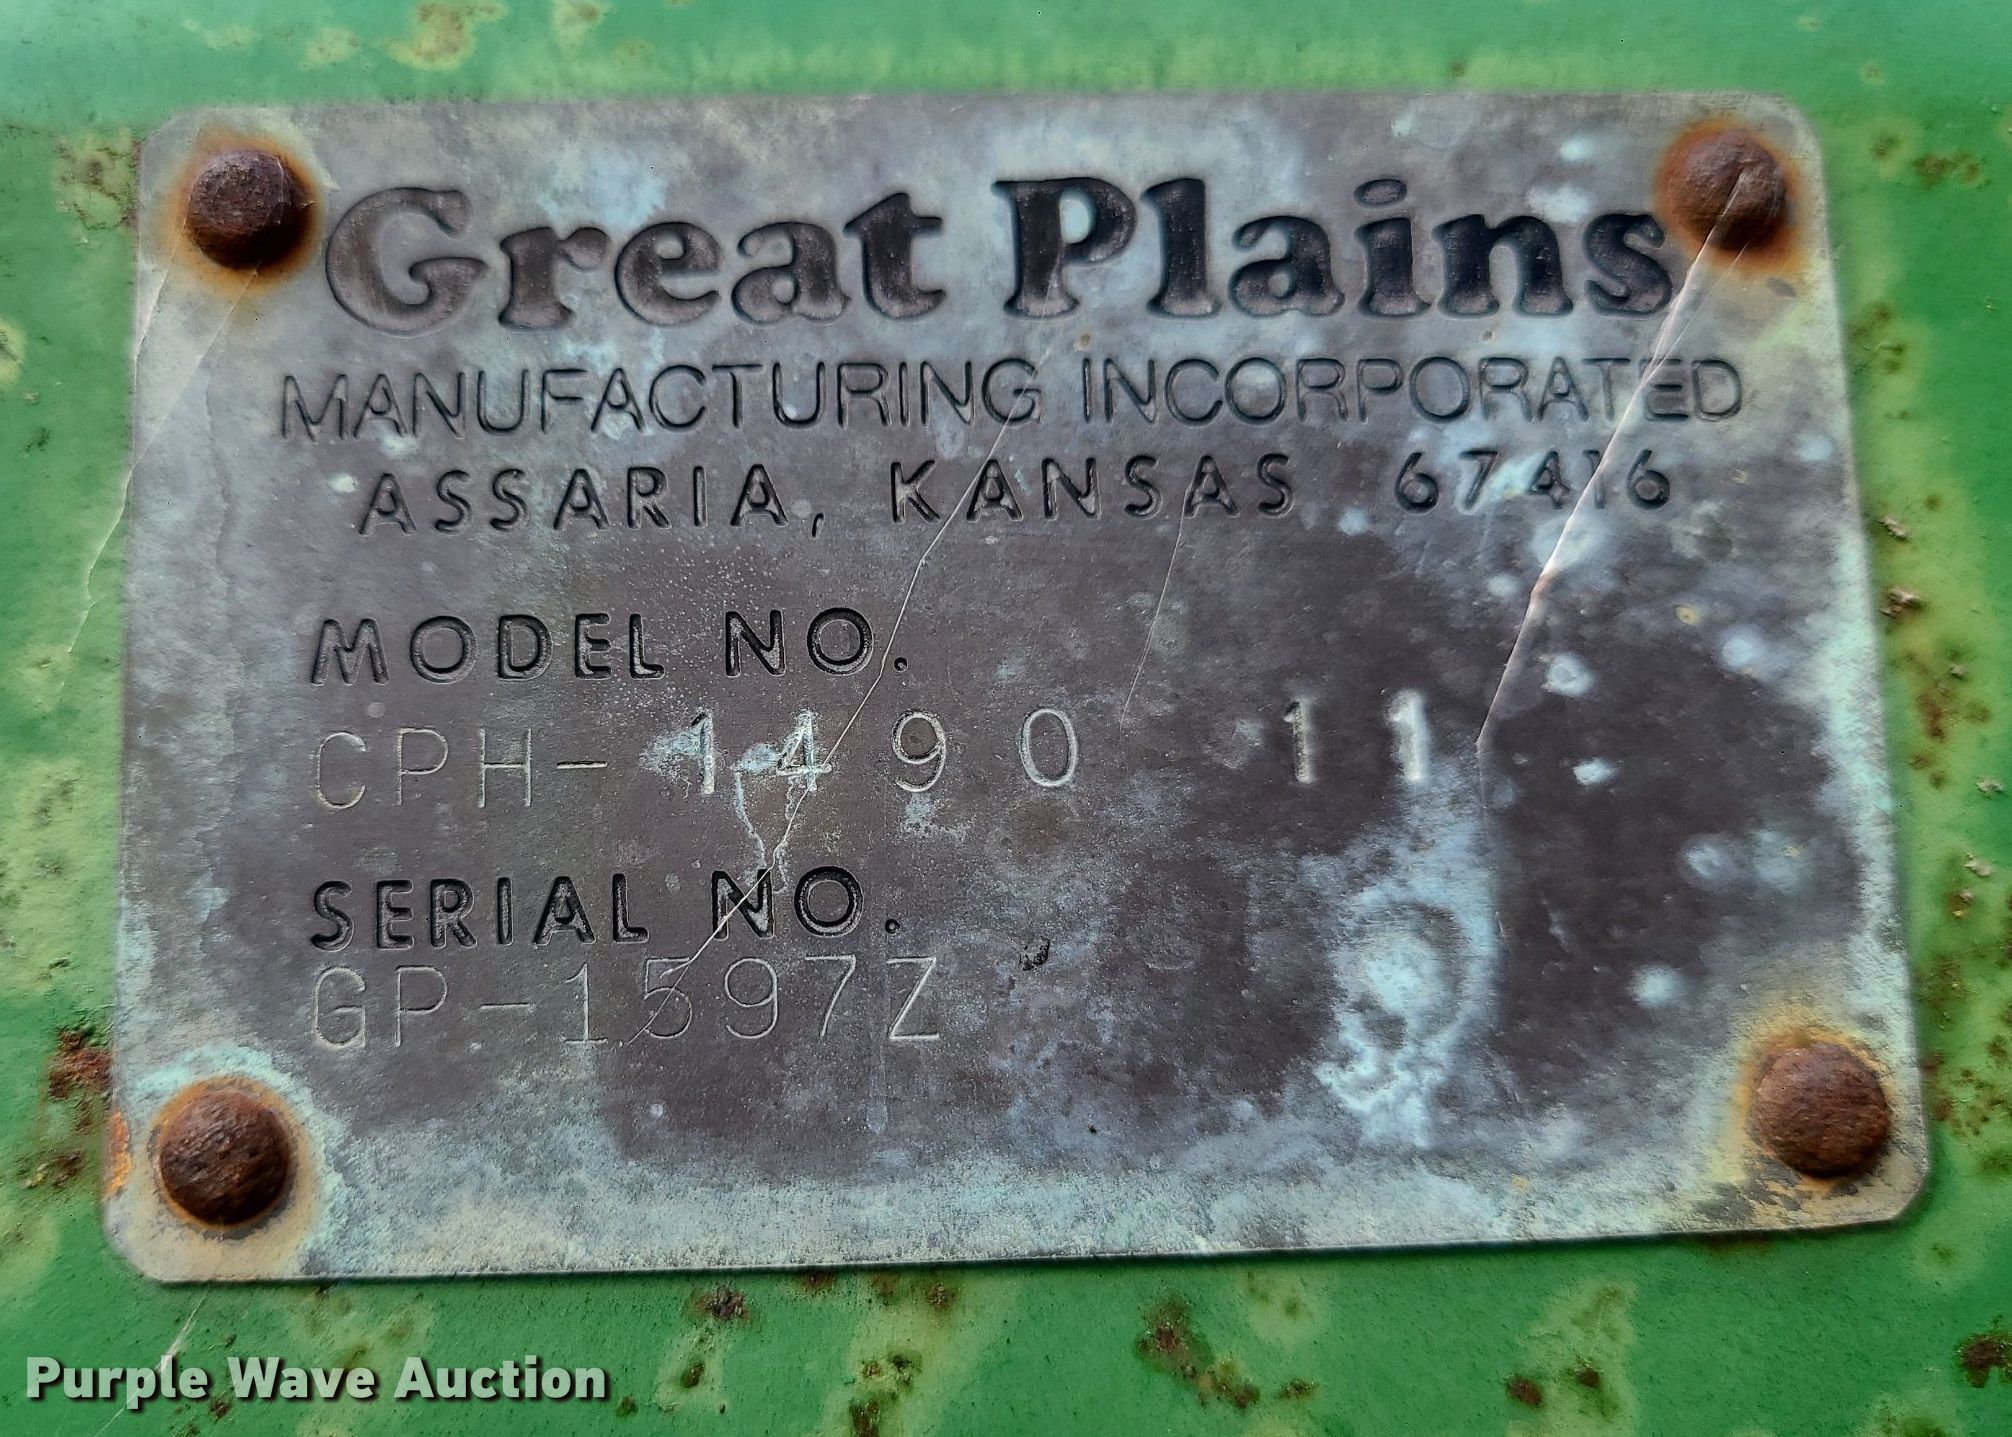 Great Plains
MANUFACTURING INCORPORATED
ASSARIA, KANSAS 67416
MODEL NO.
CPH-1490 11
SERIAL NO.
GP-1597Z
Purple Wave Auction